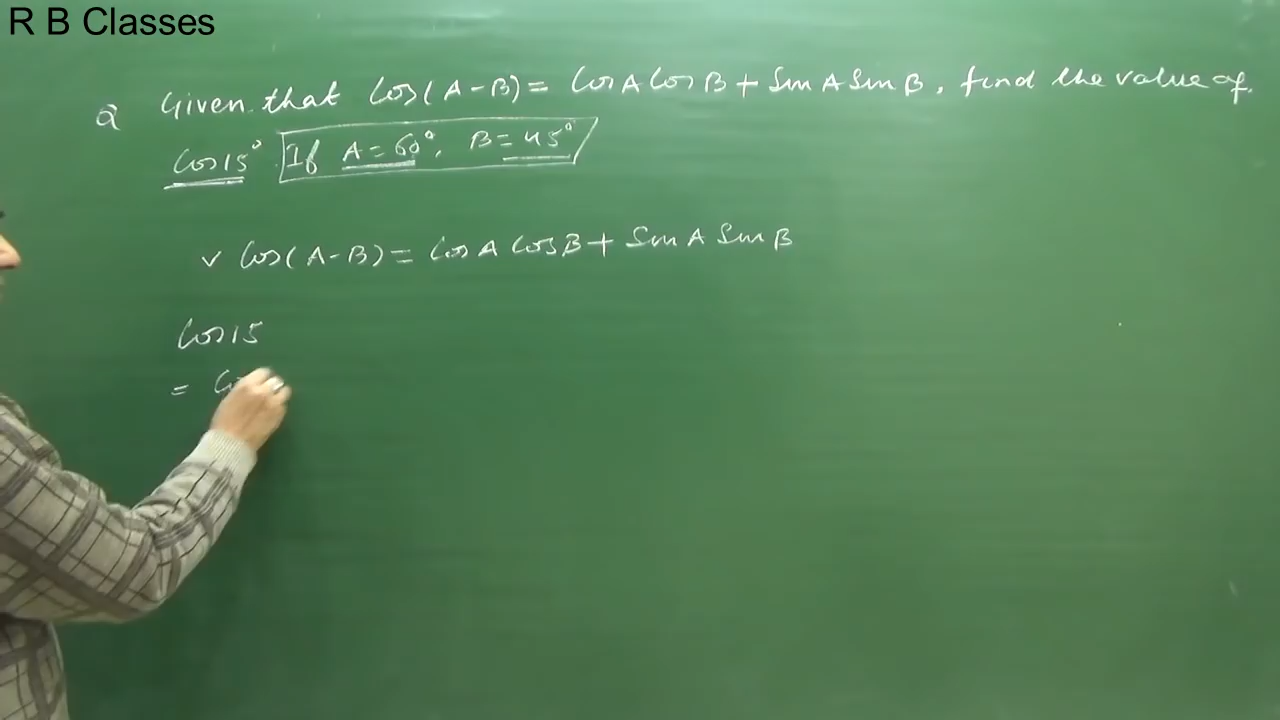 R B Classes
Q Given that Cos(A-B)= CosA CosB + SinA SinB, find the value of
Cos15° If A=60°, B=45°
Cos(A-B)= CosA CosB + SinA SinB
Cos15
=